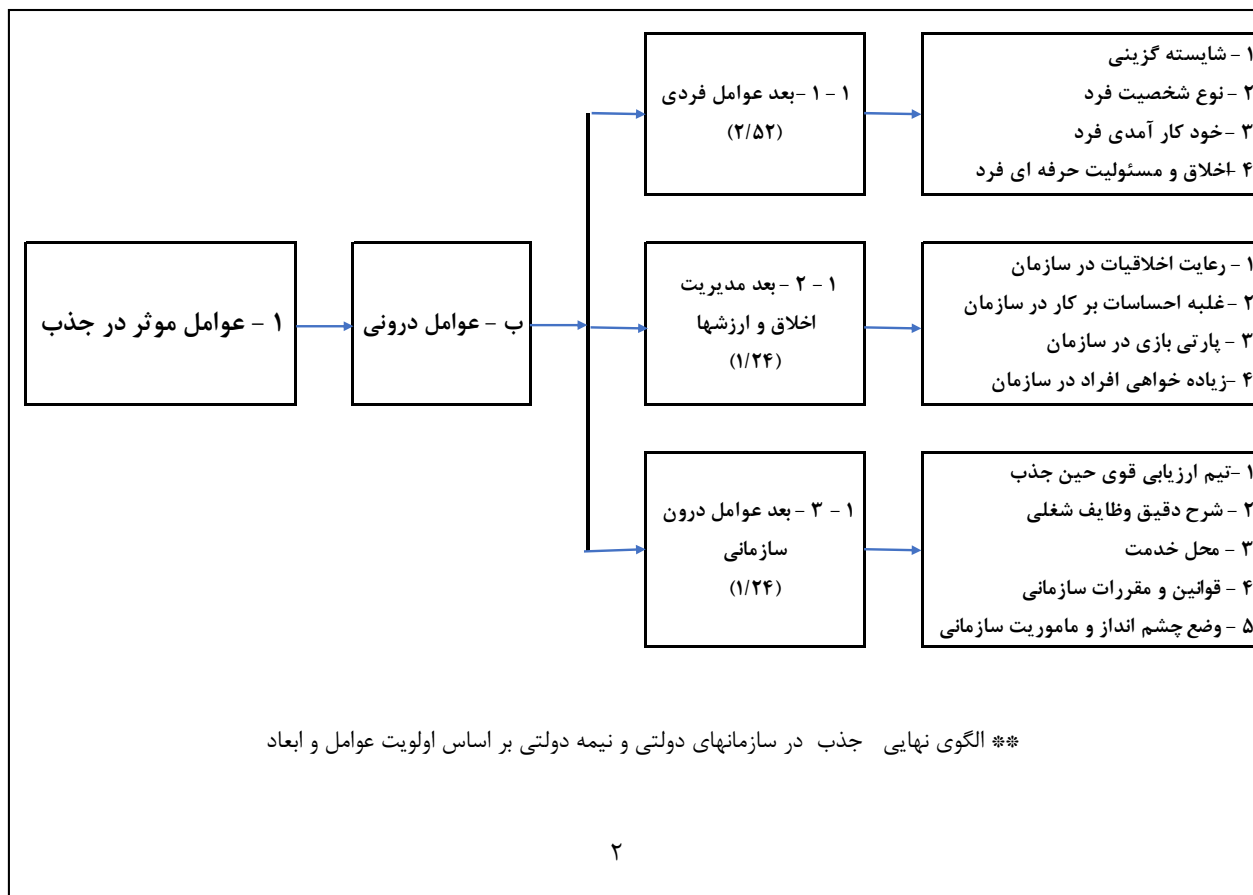 ۱ - عوامل موثر در جذب
ب - عوامل درونی
۱ - ۱ - بعد عوامل فردی
(۲/۵۲)
۱ - شایسته گزینی
۲ - نوع شخصیت فرد
۳ - خود کار آمدی فرد
۴ - اخلاق و مسئولیت حرفه ای فرد
۱ - ۲ - بعد مدیریت
اخلاق و ارزشها
(۱/۲۴)
۱ - رعایت اخلاقیات در سازمان
۲ - غلبه احساسات بر کار در سازمان
۳ - پارتی بازی در سازمان
۴ - زیاده خواهی افراد در سازمان
۱ - ۳ - بعد عوامل درون
سازمانی
(۱/۲۴)
۱ - تیم ارزیابی قوی حین جذب
۲ - شرح دقیق وظایف شغلی
۳ - محل خدمت
۴ - قوانین و مقررات سازمانی
۵ - وضع چشم انداز و ماموریت سازمانی
** الگوی نهایی جذب در سازمانهای دولتی و نیمه دولتی بر اساس اولویت عوامل و ابعاد
۲